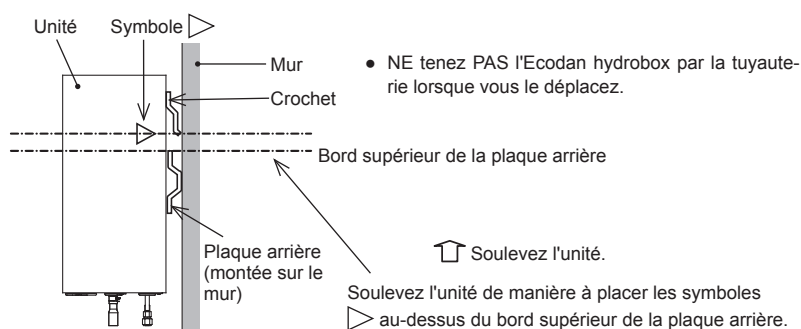 Unité
Symbole ▷
Mur
Crochet
● NE tenez PAS l'Ecodan hydrobox par la tuyaute-
rie lorsque vous le déplacez.
Bord supérieur de la plaque arrière
Plaque arrière
(montée sur le
mur)
Soulevez l'unité.
Soulevez l'unité de manière à placer les symboles
▷ au-dessus du bord supérieur de la plaque arrière.